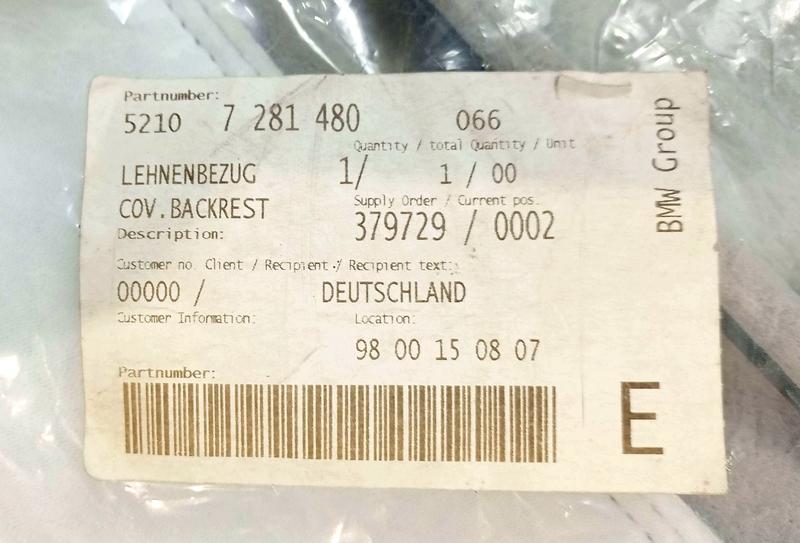 Partnumber:
5210 7 281 480 066
Quantity / total Quantity / Unit
LEHNENBEZUG 1/ 1 / 00
COV.BACKREST
Supply Order / Current pos.
Description: 379729 / 0002
Customer no. Client / Recipient / Recipient text:
00000 / DEUTSCHLAND
Customer Information: Location:
98 00 15 08 07
Partnumber:
E
BMW Group